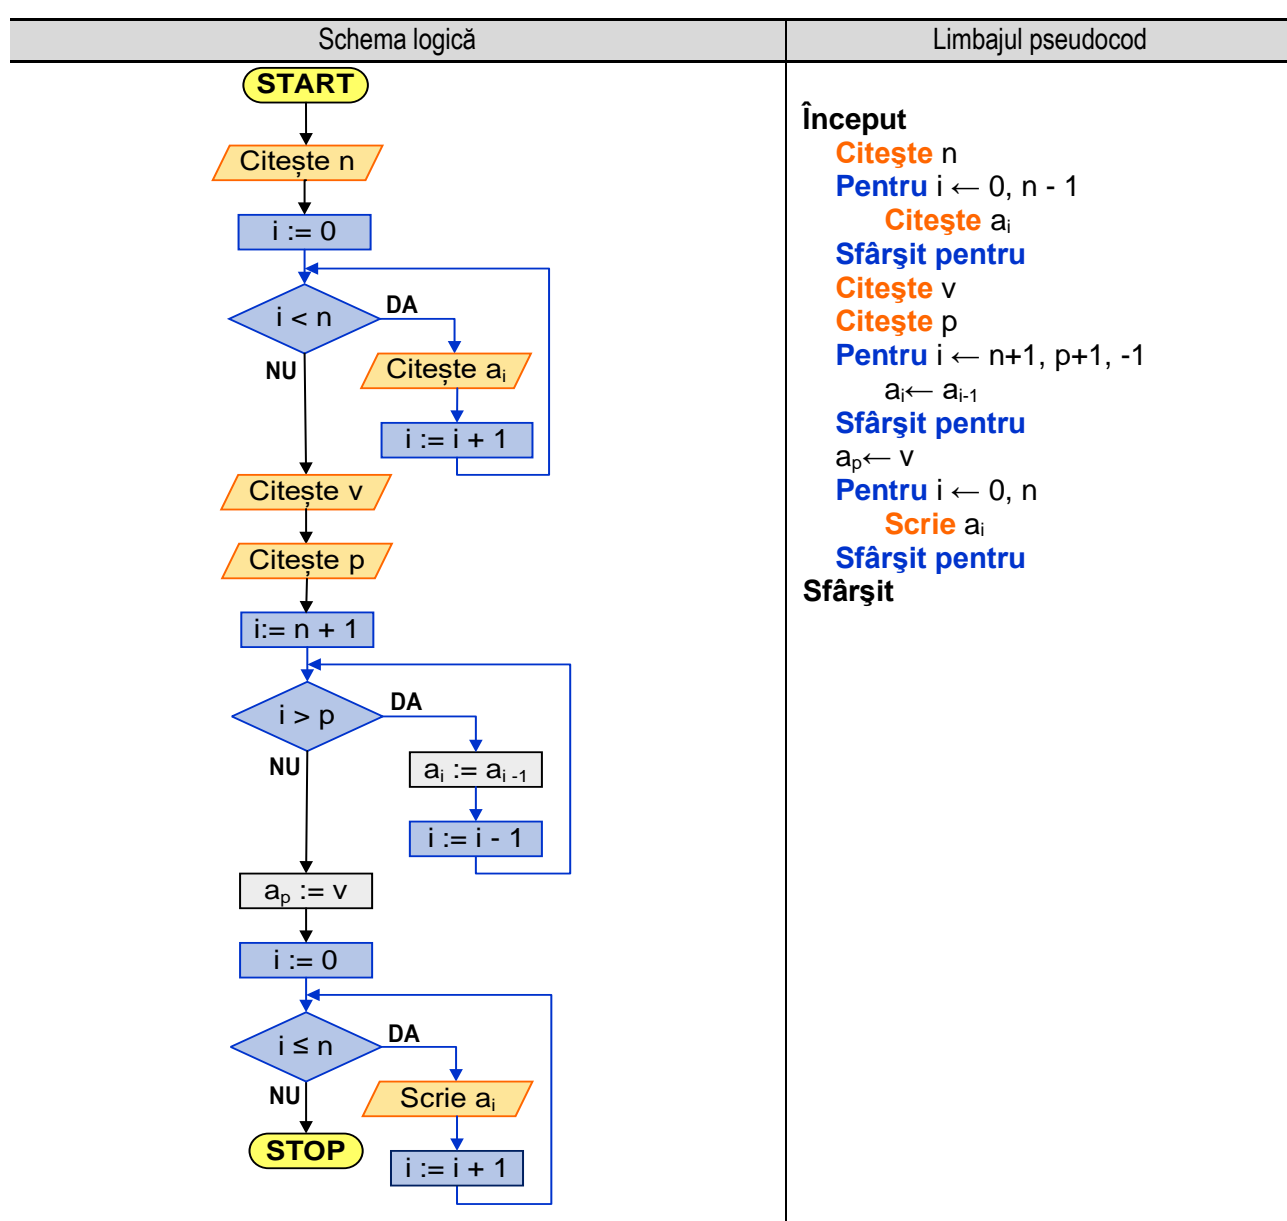 Schema logică
Limbajul pseudocod
START
Citește n
i := 0
i < n
DA
NU
Citește ai
i := i + 1
Citește v
Citește p
i:= n + 1
i > p
DA
NU
ai := ai -1
i := i - 1
ap := v
i := 0
i ≤ n
DA
NU
Scrie ai
i := i + 1
STOP
Început
Citeşte n
Pentru i ← 0, n - 1
Citeşte ai
Sfârşit pentru
Citeşte v
Citeşte p
Pentru i ← n+1, p+1, -1
ai← ai-1
Sfârşit pentru
ap← v
Pentru i ← 0, n
Scrie ai
Sfârşit pentru
Sfârşit